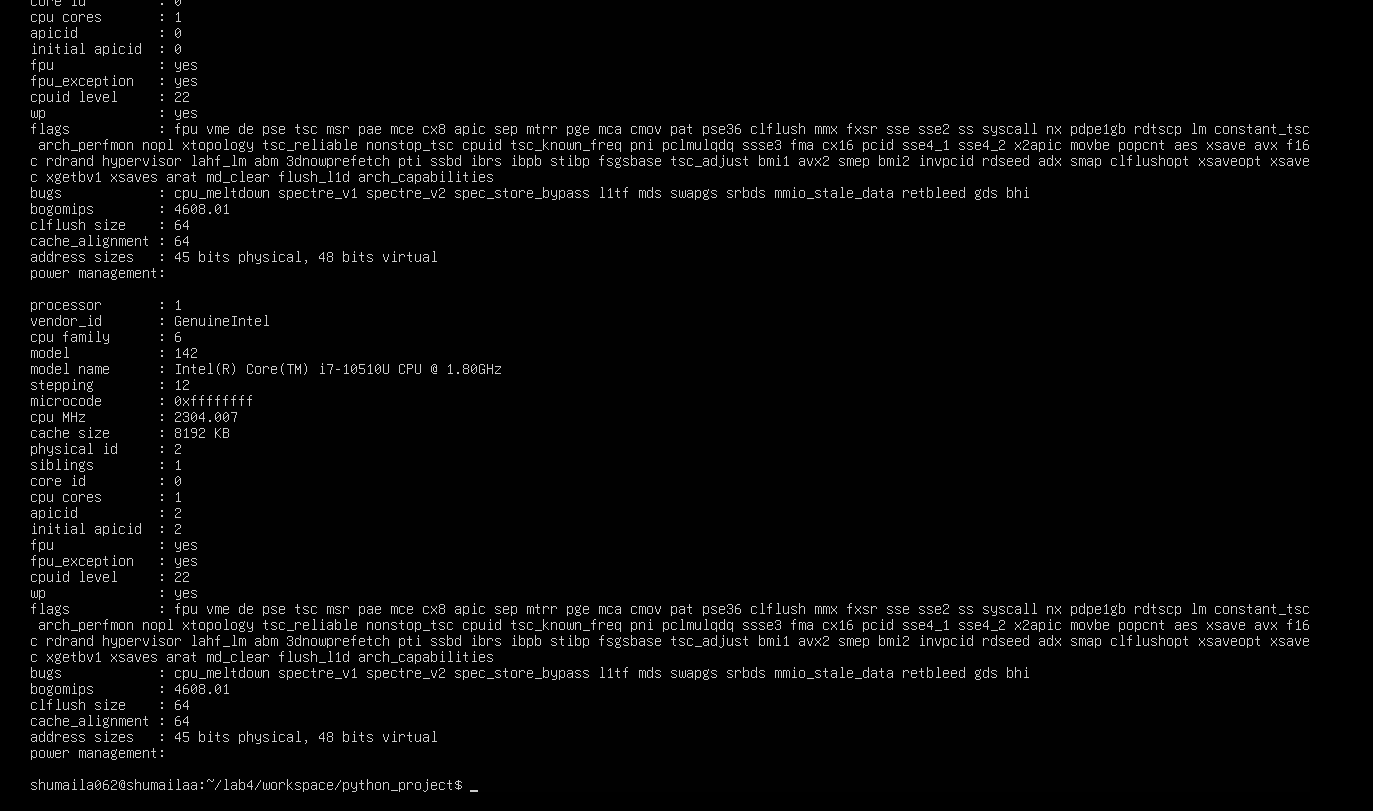 core id : 0
cpu cores : 1
apicid : 0
initial apicid : 0
fpu : yes
fpu_exception : yes
cpuid level : 22
wp : yes
flags : fpu vme de pse tsc msr pae mce cx8 apic sep mtrr pge mca cmov pat pse36 clflush mmx fxsr sse sse2 ss syscall nx pdpe1gb rdtscp lm constant_tsc
arch_perfmon nopl xtopology tsc_reliable nonstop_tsc cpuid tsc_known_freq pni pclmulqdq ssse3 fma cx16 pcid sse4_1 sse4_2 x2apic movbe popcnt aes xsave avx f16
c rdrand hypervisor lahf_lm abm 3dnowprefetch pti ssbd ibrs ibpb stibp fsgsbase tsc_adjust bmi1 avx2 smep bmi2 invpcid rdseed adx smap clflushopt xsaveopt xsave
c xgetbv1 xsaves arat md_clear flush_l1d arch_capabilities
bugs : cpu_meltdown spectre_v1 spectre_v2 spec_store_bypass l1tf mds swapgs srbds mmio_stale_data retbleed gds bhi
bogomips : 4608.01
clflush size : 64
cache_alignment : 64
address sizes : 45 bits physical, 48 bits virtual
power management:
processor : 1
vendor_id : GenuineIntel
cpu family : 6
model : 142
model name : Intel(R) Core(TM) i7-10510U CPU @ 1.80GHz
stepping : 12
microcode : 0xffffffff
cpu MHz : 2304.007
cache size : 8192 KB
physical id : 2
siblings : 1
core id : 0
cpu cores : 1
apicid : 2
initial apicid : 2
fpu : yes
fpu_exception : yes
cpuid level : 22
wp : yes
flags : fpu vme de pse tsc msr pae mce cx8 apic sep mtrr pge mca cmov pat pse36 clflush mmx fxsr sse sse2 ss syscall nx pdpe1gb rdtscp lm constant_tsc
arch_perfmon nopl xtopology tsc_reliable nonstop_tsc cpuid tsc_known_freq pni pclmulqdq ssse3 fma cx16 pcid sse4_1 sse4_2 x2apic movbe popcnt aes xsave avx f16
c rdrand hypervisor lahf_lm abm 3dnowprefetch pti ssbd ibrs ibpb stibp fsgsbase tsc_adjust bmi1 avx2 smep bmi2 invpcid rdseed adx smap clflushopt xsaveopt xsave
c xgetbv1 xsaves arat md_clear flush_l1d arch_capabilities
bugs : cpu_meltdown spectre_v1 spectre_v2 spec_store_bypass l1tf mds swapgs srbds mmio_stale_data retbleed gds bhi
bogomips : 4608.01
clflush size : 64
cache_alignment : 64
address sizes : 45 bits physical, 48 bits virtual
power management:
shumaila062@shumailaa:~/lab4/workspace/python_project$ _